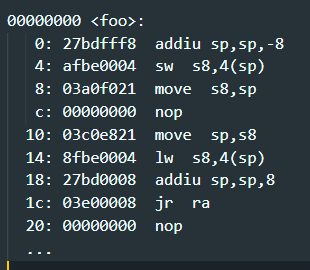 00000000 <foo>:
0: 27bdfff8 addiu sp,sp,-8
4: afbe0004 sw s8,4(sp)
8: 03a0f021 move s8,sp
c: 00000000 nop
10: 03c0e821 move sp,s8
14: 8fbe0004 lw s8,4(sp)
18: 27bd0008 addiu sp,sp,8
1c: 03e00008 jr ra
20: 00000000 nop
...